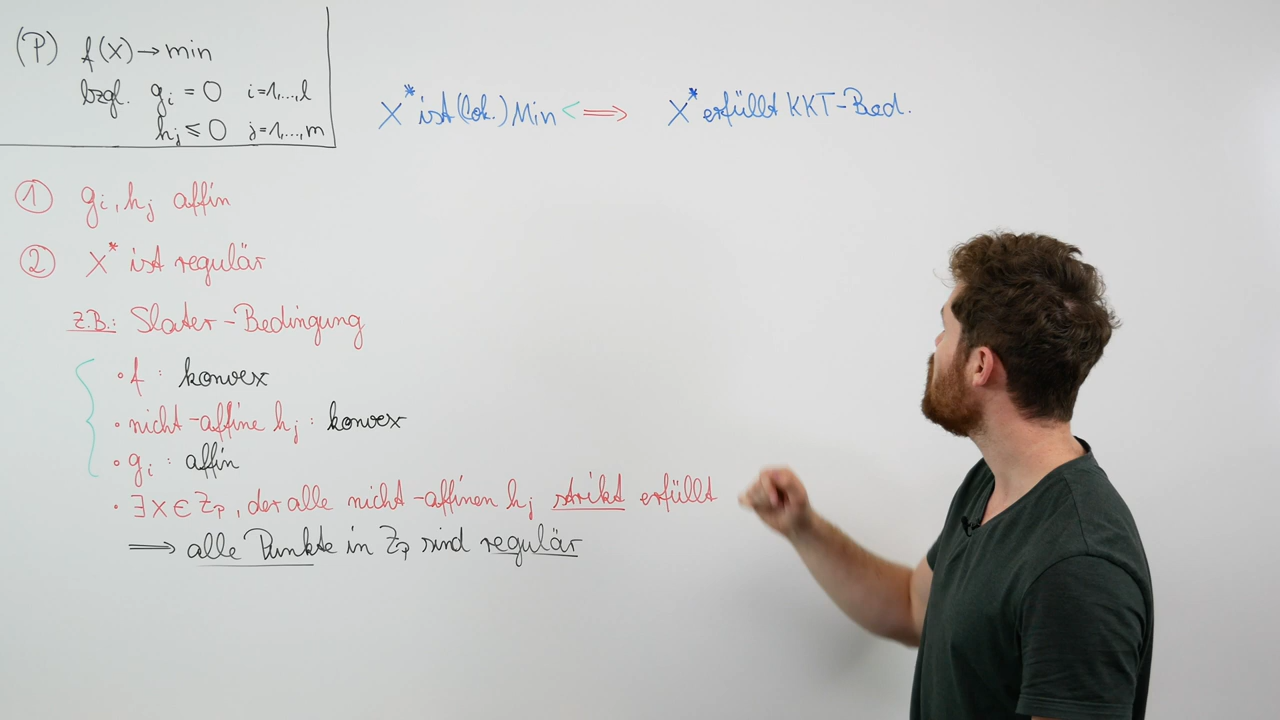 (P) f(x) → min
bzgl. gᵢ = 0 i=1,...,l
hⱼ ≤ 0 j=1,...,m
x* ist (lok.) Min <⟹ x* erfüllt KKT-Bed.
① gᵢ, hⱼ affin
② x* ist regulär
z.B.: Slater-Bedingung
• f : konvex
• nicht-affine hⱼ : konvex
• gᵢ : affin
• ∃ x ∈ Z_P, der alle nicht-affinen hⱼ strikt erfüllt
⟹ alle Punkte in Z_P sind regulär